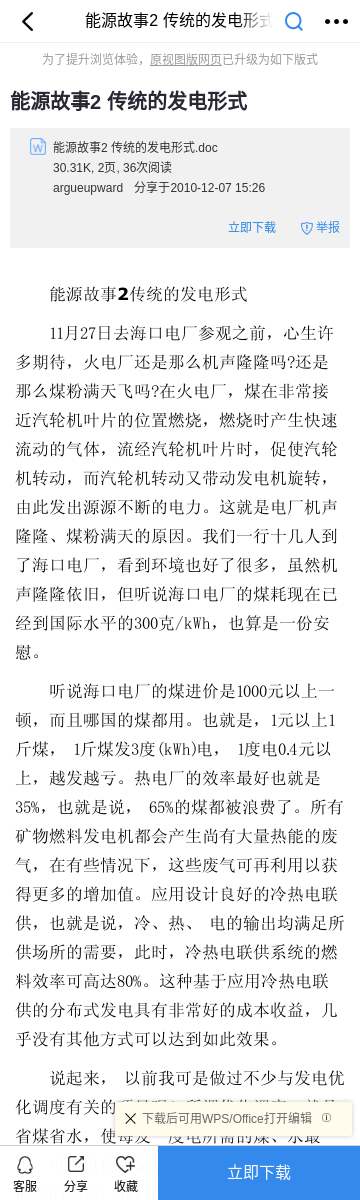 能源故事2 传统的发电形式
为了提升浏览体验，原视图版网页已升级为如下版式
能源故事2 传统的发电形式
能源故事2 传统的发电形式.doc
30.31K, 2页, 36次阅读
argueupward 分享于2010-12-07 15:26
立即下载 举报
能源故事2传统的发电形式
11月27日去海口电厂参观之前，心生许
多期待，火电厂还是那么机声隆隆吗?还是
那么煤粉满天飞吗?在火电厂，煤在非常接
近汽轮机叶片的位置燃烧，燃烧时产生快速
流动的气体，流经汽轮机叶片时，促使汽轮
机转动，而汽轮机转动又带动发电机旋转，
由此发出源源不断的电力。这就是电厂机声
隆隆、煤粉满天的原因。我们一行十几人到
了海口电厂，看到环境也好了很多，虽然机
声隆隆依旧，但听说海口电厂的煤耗现在已
经到国际水平的300克/kWh，也算是一份安
慰。
听说海口电厂的煤进价是1000元以上一
顿，而且哪国的煤都用。也就是，1元以上1
斤煤， 1斤煤发3度(kWh)电， 1度电0.4元以
上，越发越亏。热电厂的效率最好也就是
35%，也就是说， 65%的煤都被浪费了。所有
矿物燃料发电机都会产生尚有大量热能的废
气，在有些情况下，这些废气可再利用以获
得更多的增加值。应用设计良好的冷热电联
供，也就是说，冷、热、 电的输出均满足所
供场所的需要，此时，冷热电联供系统的燃
料效率可高达80%。这种基于应用冷热电联
供的分布式发电具有非常好的成本收益，几
乎没有其他方式可以达到如此效果。
说起来， 以前我可是做过不少与发电优
化调度有关的
下载后可用WPS/Office打开编辑
省煤省水，使每发一度电所需的煤、水最
客服 分享 收藏 立即下载